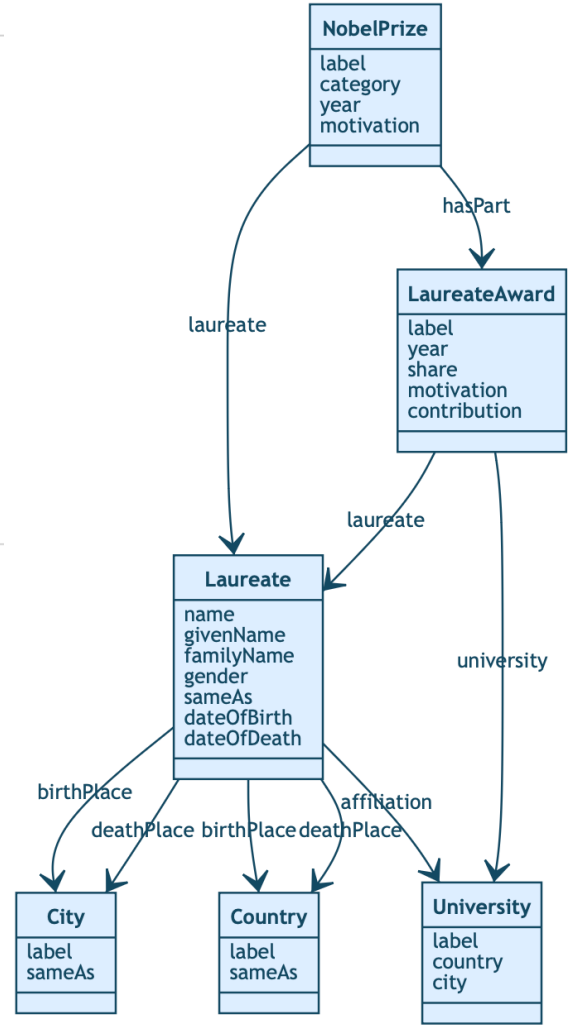 NobelPrize
label
category
year
motivation
hasPart
LaureateAward
label
year
share
motivation
contribution
laureate
laureate
Laureate
name
givenName
familyName
gender
sameAs
dateOfBirth
dateOfDeath
university
birthPlace
deathPlace
birthPlace
deathPlace
affiliation
City
label
sameAs
Country
label
sameAs
University
label
country
city